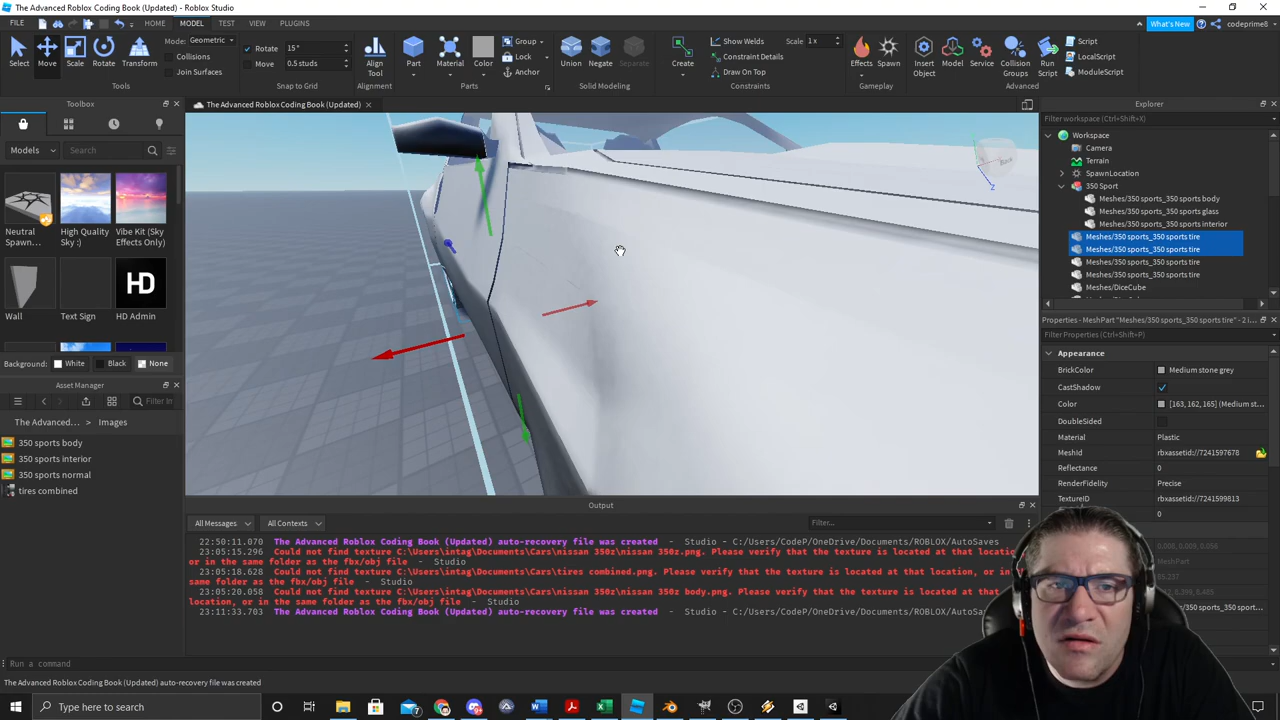 The Advanced Roblox Coding Book (Updated) - Roblox Studio
FILE HOME MODEL TEST VIEW PLUGINS
What's New codeprime8
Select Move Scale Rotate Transform
Mode: Geometric
Collisions
Join Surfaces
Tools
Rotate 15°
Move 0.5 studs
Snap to Grid
Align Tool
Alignment
Part Material Color
Group
Lock
Anchor
Parts
Union Negate Separate
Solid Modeling
Create
Show Welds Scale 1 x
Constraint Details
Draw On Top
Constraints
Effects Spawn
Gameplay
Insert Object Model Service Collision Groups Run Script
Script
LocalScript
ModuleScript
Advanced
Toolbox
The Advanced Roblox Coding Book (Updated)
Models Search
Neutral Spawn...
High Quality Sky :)
Vibe Kit (Sky Effects Only)
Wall
Text Sign
HD
HD Admin
Background: White Black None
Asset Manager
Filter In
The Advanced... > Images
350 sports body
350 sports interior
350 sports normal
tires combined
Back
Z
Explorer
Filter workspace (Ctrl+Shift+X)
Workspace
Camera
Terrain
SpawnLocation
350 Sport
Meshes/350 sports_350 sports body
Meshes/350 sports_350 sports glass
Meshes/350 sports_350 sports interior
Meshes/350 sports_350 sports tire
Meshes/350 sports_350 sports tire
Meshes/350 sports_350 sports tire
Meshes/350 sports_350 sports tire
Meshes/DiceCube
Properties - MeshPart "Meshes/350 sports_350 sports tire" - 2 i...
Filter Properties (Ctrl+Shift+P)
Appearance
BrickColor Medium stone grey
CastShadow
Color [163, 162, 165] (Medium st...
DoubleSided
Material Plastic
MeshId rbxassetid://7241597678
Reflectance 0
RenderFidelity Precise
TextureID rbxassetid://7241599813
0
MeshPart
Output
All Messages All Contexts Filter...
22:50:11.070 The Advanced Roblox Coding Book (Updated) auto-recovery file was created - Studio - C:/Users/CodeP/OneDrive/Documents/ROBLOX/AutoSaves
23:05:15.296 Could not find texture C:\Users\intag\Documents\Cars\nissan 350z\nissan 350z.png. Please verify that the texture is located at that locatio
or in the same folder as the fbx/obj file - Studio
23:05:18.628 Could not find texture C:\Users\intag\Documents\Cars\tires combined.png. Please verify that the texture is located at that location, or in
same folder as the fbx/obj file - Studio
23:05:20.058 Could not find texture C:\Users\intag\Documents\Cars\nissan 350z\nissan 350z body.png. Please verify that the texture is located at that
location, or in the same folder as the fbx/obj file - Studio
23:11:33.703 The Advanced Roblox Coding Book (Updated) auto-recovery file was created - Studio - C:/Users/CodeP/OneDrive/Documents/ROBLOX/AutoSa
Run a command
The Advanced Roblox Coding Book (Updated) auto-recovery file was created
Type here to search